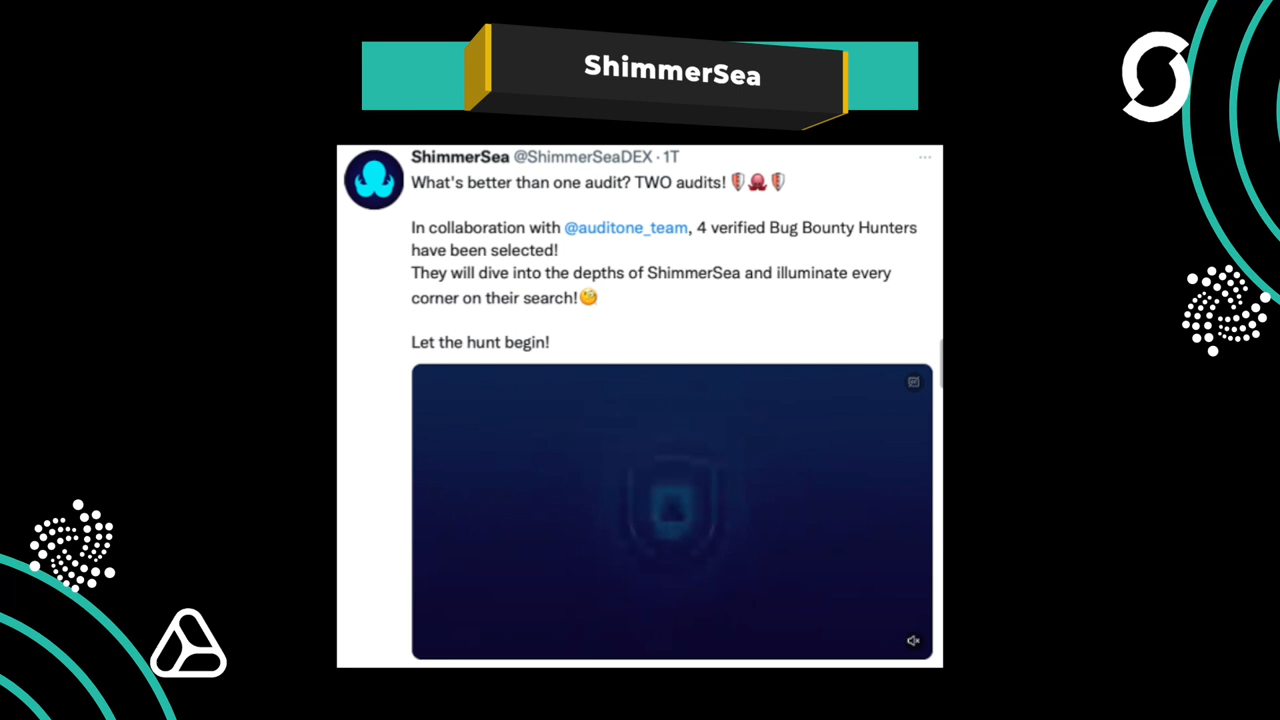 ShimmerSea
ShimmerSea @ShimmerSeaDEX · 1T
What's better than one audit? TWO audits! 🛡️🐙🛡️
In collaboration with @auditone_team, 4 verified Bug Bounty Hunters
have been selected!
They will dive into the depths of ShimmerSea and illuminate every
corner on their search!🧐
Let the hunt begin!